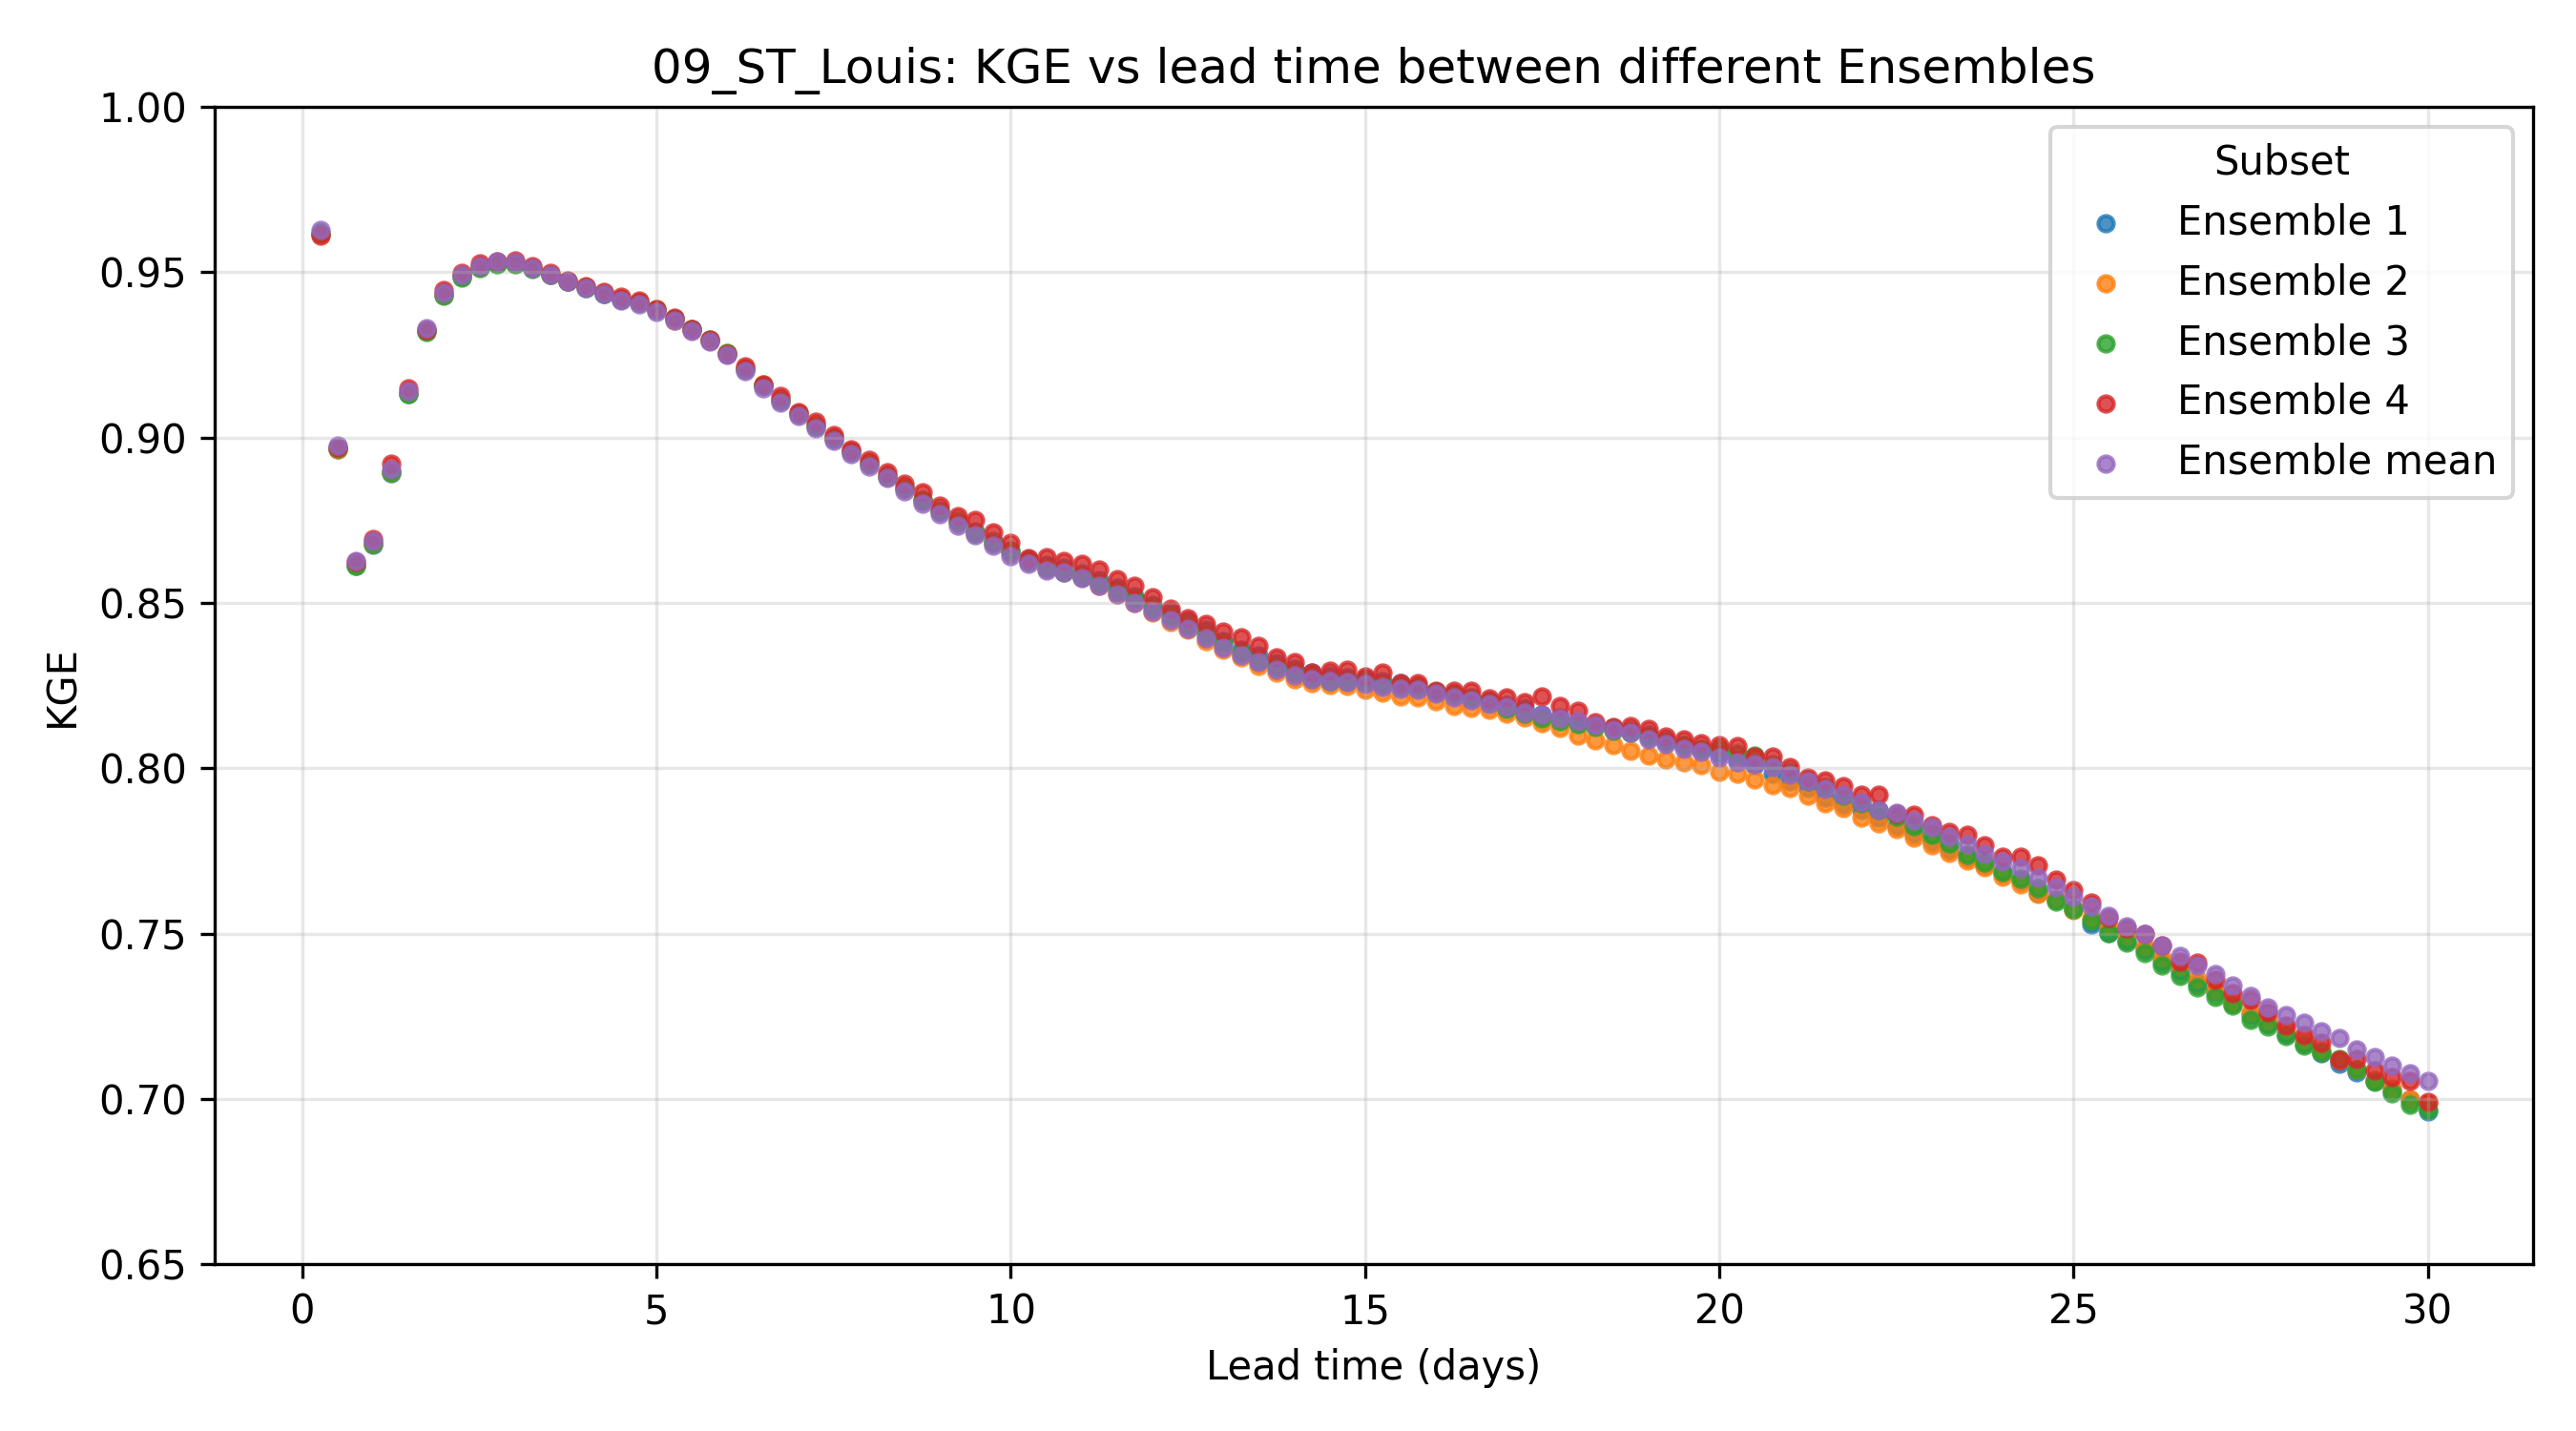 09_ST_Louis: KGE vs lead time between different Ensembles
1.00
0.95
0.90
0.85
0.80
0.75
0.70
0.65
KGE
0
5
10
15
20
25
30
Lead time (days)
Subset
Ensemble 1
Ensemble 2
Ensemble 3
Ensemble 4
Ensemble mean